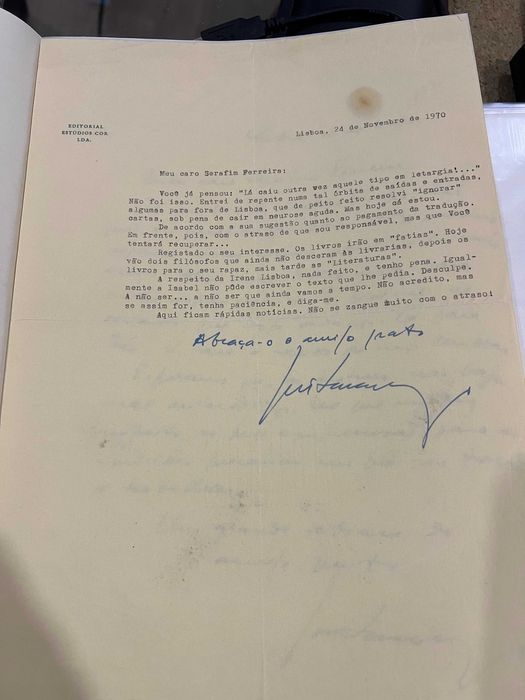 EDITORIAL
ESTÚDIOS COR
LDA.
Lisboa, 24 de Novembro de 1970
Meu caro Serafim Ferreira:
Você já pensou: "Lá caiu outra vez aquele tipo em letargia!..."
Não foi isso. Entrei de repente numa tal órbita de saídas e entradas,
algumas para fora de Lisboa, que de peito feito resolvi "ignorar"
cartas, sob pena de cair em neurose aguda. Mas hoje cá estou.
De acordo com a sua sugestão quanto ao pagamento da tradução.
Em frente, pois, com o atraso de que sou responsável, mas que Você
tentará recuperar...
Registado o seu interesse. Os livros irão em "fatias". Hoje
vão dois filósofos que ainda não desceram às livrarias, depois os
livros para o seu rapaz, mais tarde as "literaturas".
A respeito da Irene Lisboa, nada feito, e tenho pena. Igual-
mente a Isabel não pôde escrever o texto que lhe pedia. Desculpe.
A não ser... a não ser que ainda vamos a tempo. Não acredito, mas
se assim for, tenha paciência, e diga-me.
Aqui ficam rápidas notícias. Não se zangue muito com o atraso!
Abraça-o o amigo grato